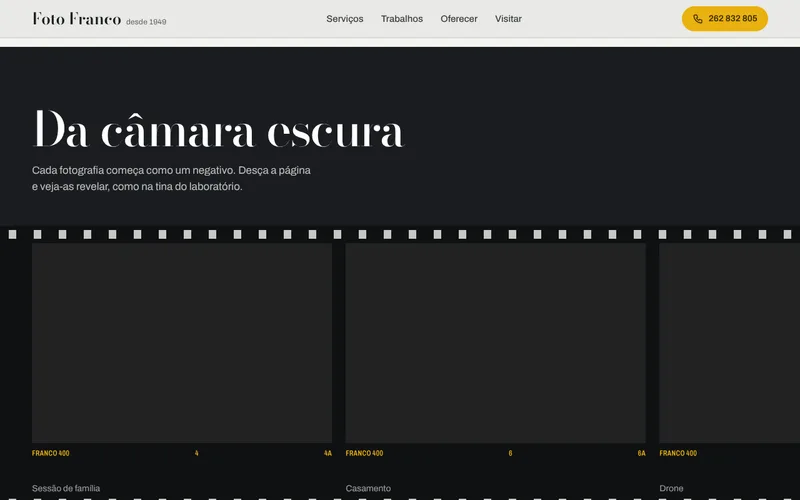 Foto Franco desde 1949
Serviços Trabalhos Oferecer Visitar
262 832 805
Da câmara escura
Cada fotografia começa como um negativo. Desça a página
e veja-as revelar, como na tina do laboratório.
FRANCO 400 4 4A
FRANCO 400 6 6A
FRANCO 400
Sessão de família
Casamento
Drone